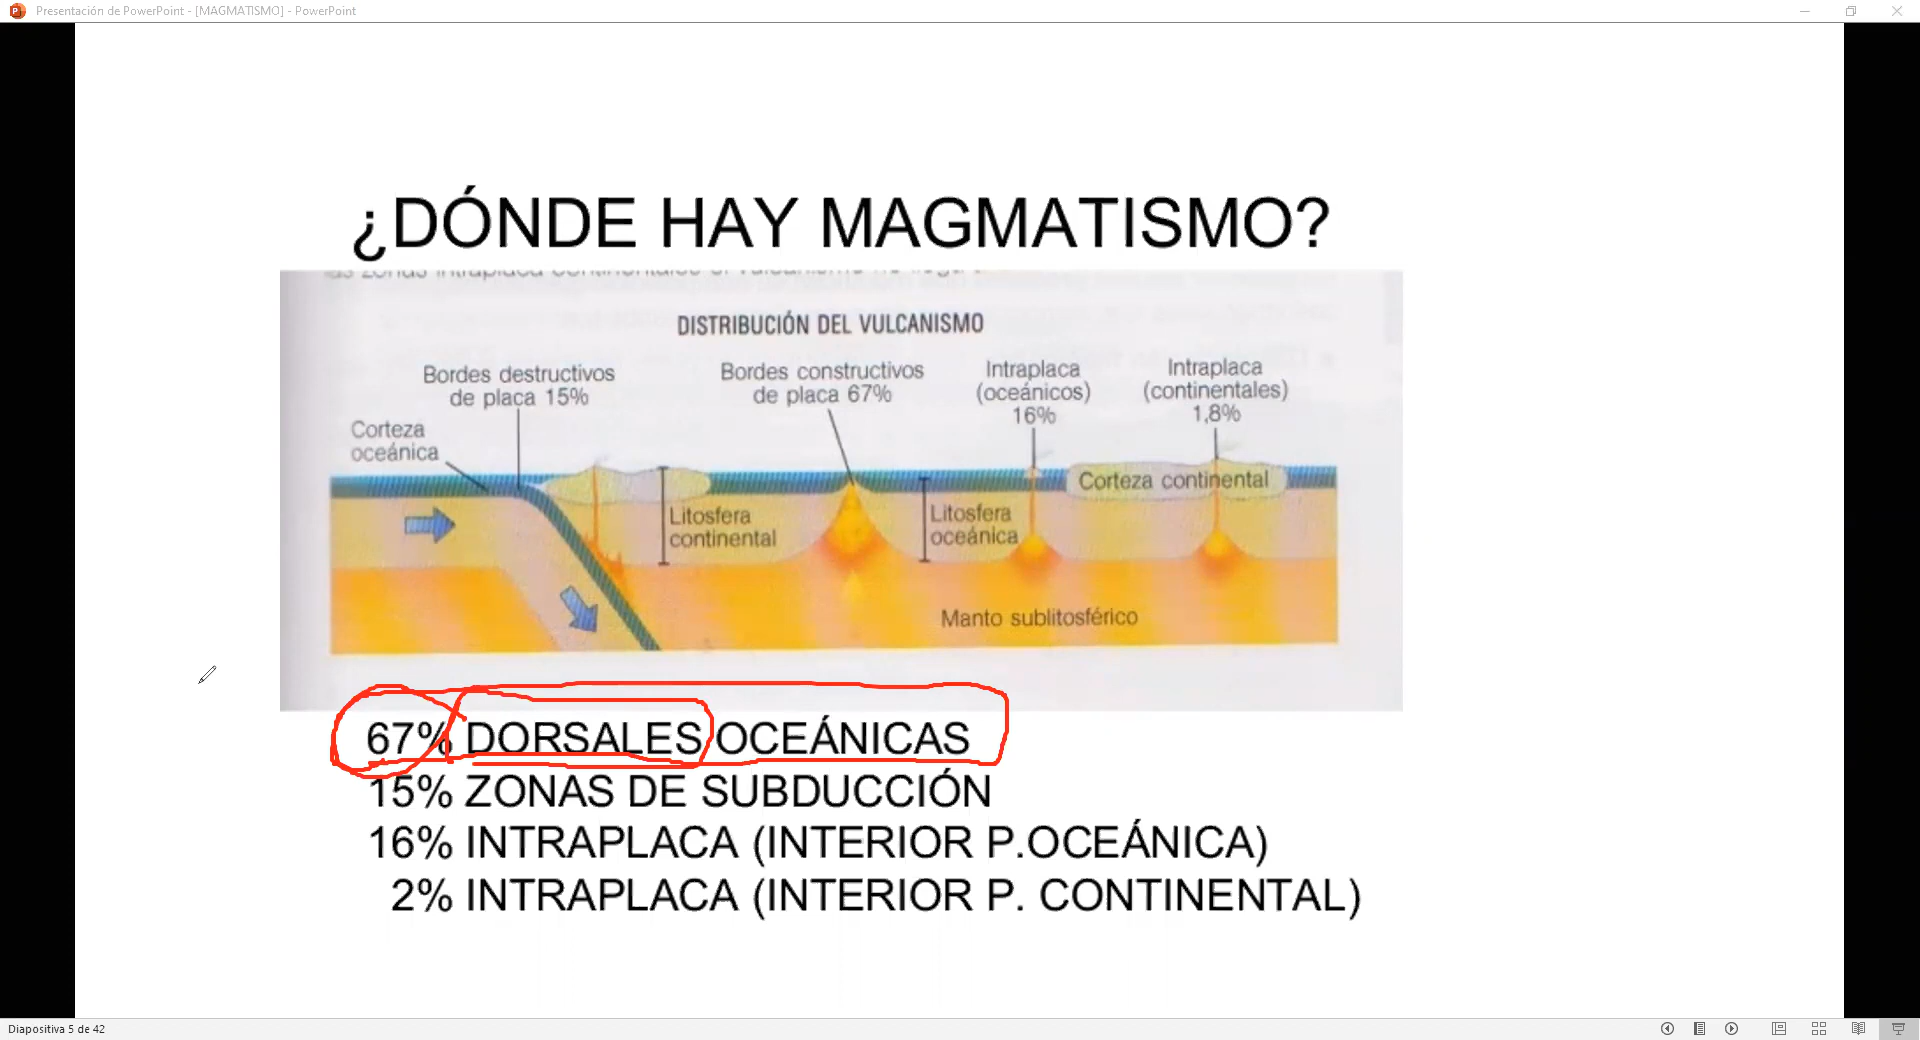 Presentación de PowerPoint - [MAGMATISMO] - PowerPoint
¿DÓNDE HAY MAGMATISMO?
DISTRIBUCIÓN DEL VULCANISMO
Bordes destructivos
de placa 15%
Bordes constructivos
de placa 67%
Intraplaca
(oceánicos)
16%
Intraplaca
(continentales)
1,8%
Corteza
oceánica
Corteza continental
Litosfera
continental
Litosfera
oceánica
Manto sublitosférico
67% DORSALES OCEÁNICAS
15% ZONAS DE SUBDUCCIÓN
16% INTRAPLACA (INTERIOR P.OCEÁNICA)
2% INTRAPLACA (INTERIOR P. CONTINENTAL)
Diapositiva 5 de 42